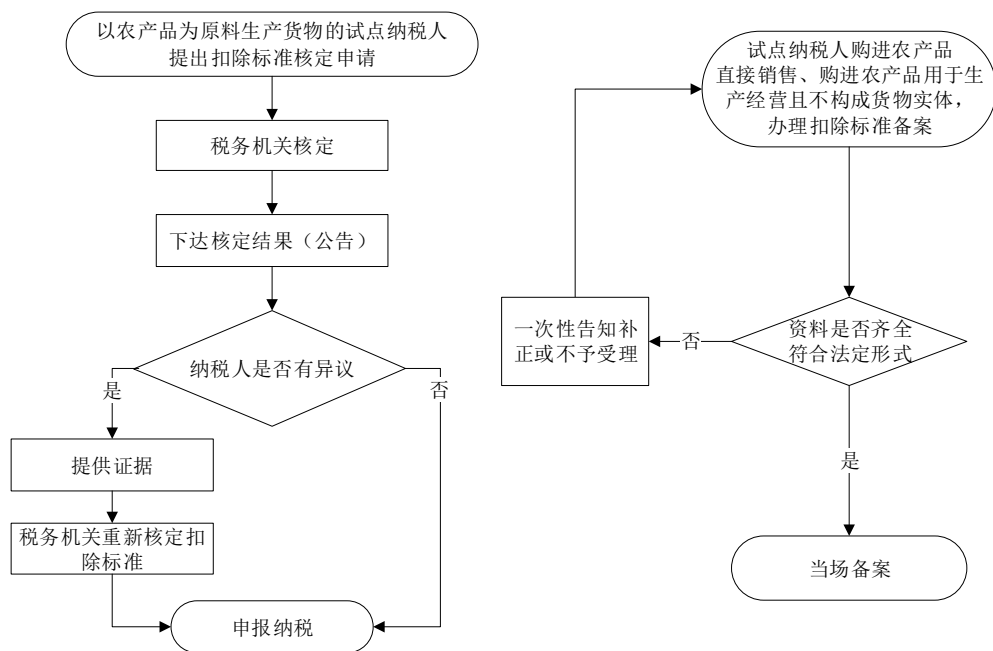 以农产品为原料生产货物的试点纳税人
提出扣除标准核定申请
税务机关核定
下达核定结果（公告）
纳税人是否有异议
是
否
提供证据
税务机关重新核定扣
除标准
申报纳税
试点纳税人购进农产品
直接销售、购进农产品用于生
产经营且不构成货物实体，
办理扣除标准备案
资料是否齐全
符合法定形式
否
一次性告知补
正或不予受理
是
当场备案